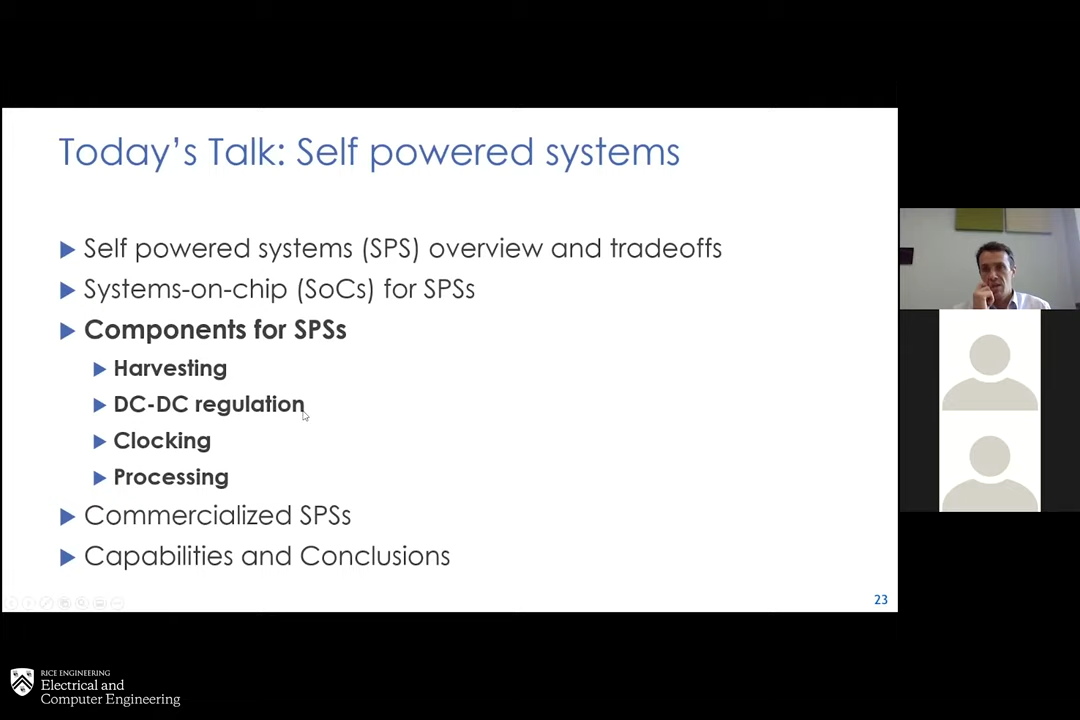 Today's Talk: Self powered systems
Self powered systems (SPS) overview and tradeoffs
Systems-on-chip (SoCs) for SPSs
Components for SPSs
Harvesting
DC-DC regulation
Clocking
Processing
Commercialized SPSs
Capabilities and Conclusions
23
RICE ENGINEERING
Electrical and
Computer Engineering